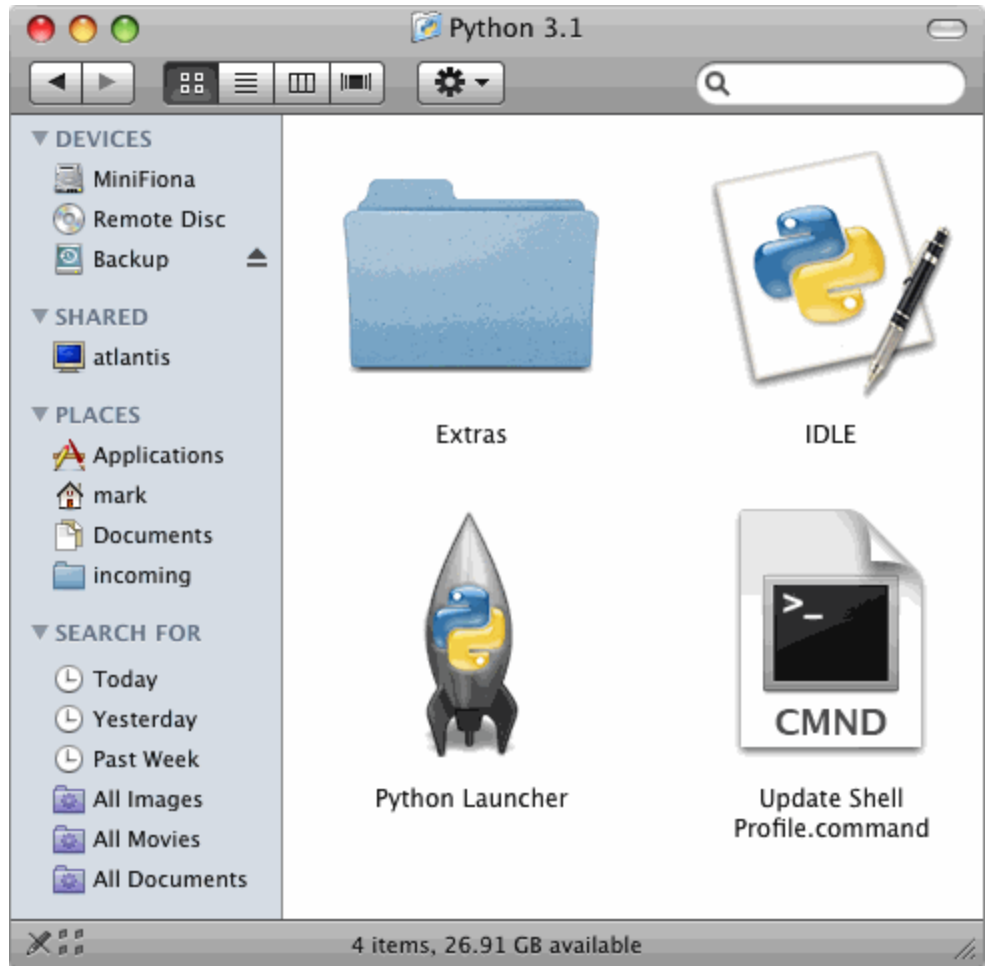 Python 3.1
DEVICES
MiniFiona
Remote Disc
Backup
SHARED
atlantis
PLACES
Applications
mark
Documents
incoming
SEARCH FOR
Today
Yesterday
Past Week
All Images
All Movies
All Documents
Extras
IDLE
>_
CMND
Python Launcher
Update Shell
Profile.command
4 items, 26.91 GB available